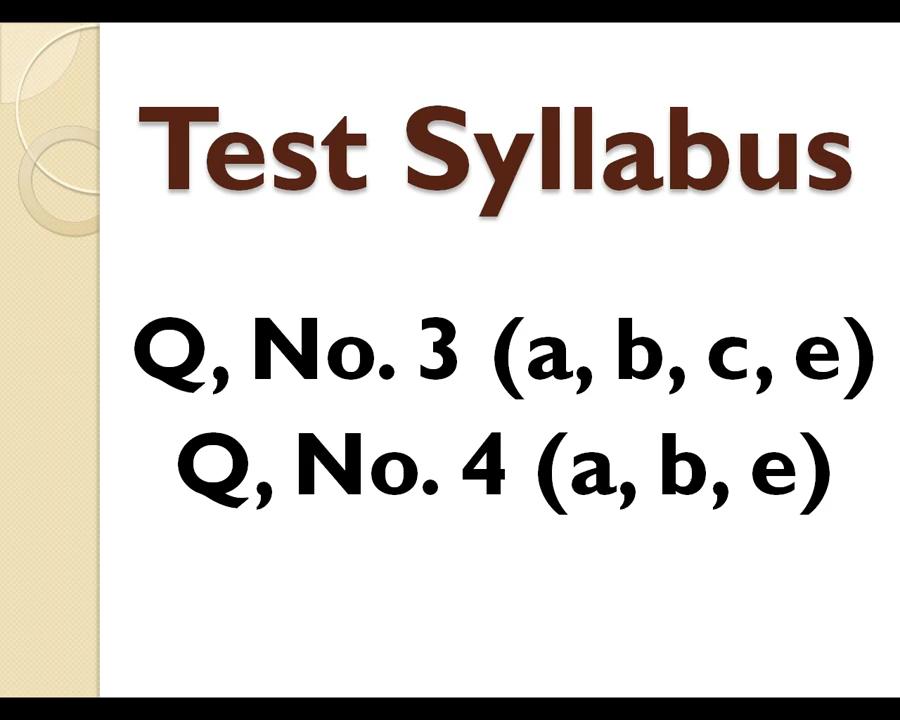 Test Syllabus
Q, No. 3 (a, b, c, e)
Q, No. 4 (a, b, e)